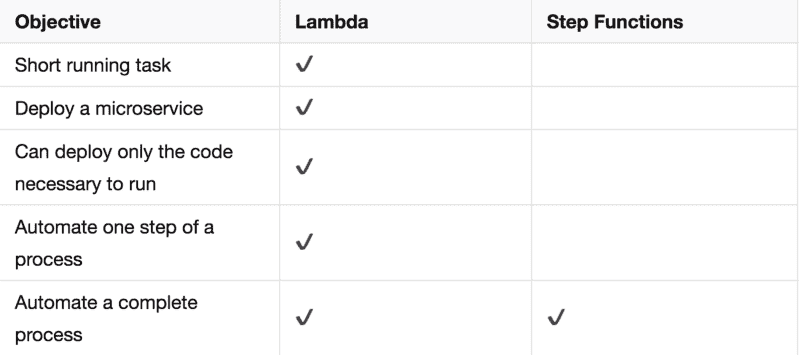 Objective Lambda Step Functions
Short running task ✓
Deploy a microservice ✓
Can deploy only the code
necessary to run ✓
Automate one step of a
process ✓
Automate a complete
process ✓ ✓